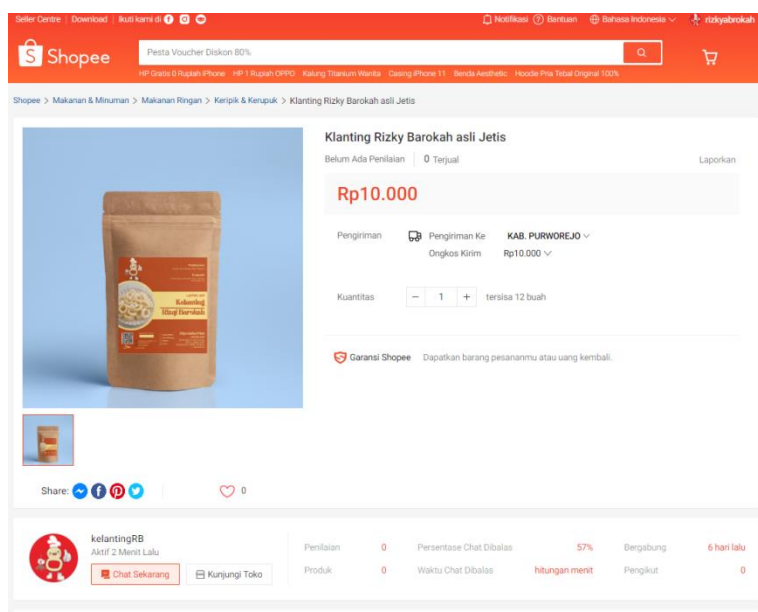 Seller Centre | Download | Ikuti kami di
Notifikasi Bantuan Bahasa Indonesia rizkyabrokah
Shopee
Pesta Voucher Diskon 80%
HP Gratis 0 Rupiah iPhone HP 1 Rupiah OPPO Kalung Titanium Wanita Casing iPhone 11 Benda Aesthetic Hoodie Pria Tebal Original 100%
Shopee > Makanan & Minuman > Makanan Ringan > Keripik & Kerupuk > Klanting Rizky Barokah asli Jetis
Klanting Rizky Barokah asli Jetis
Belum Ada Penilaian 0 Terjual Laporkan
Rp10.000
Pengiriman Pengiriman Ke KAB. PURWOREJO
Ongkos Kirim Rp10.000
Kuantitas − 1 + tersisa 12 buah
Garansi Shopee Dapatkan barang pesananmu atau uang kembali.
Kelanting
Rizqi Barokah
Share: 0
kelantingRB
Aktif 2 Menit Lalu
Chat Sekarang Kunjungi Toko
Penilaian 0 Persentase Chat Dibalas 57% Bergabung 6 hari lalu
Produk 0 Waktu Chat Dibalas hitungan menit Pengikut 0